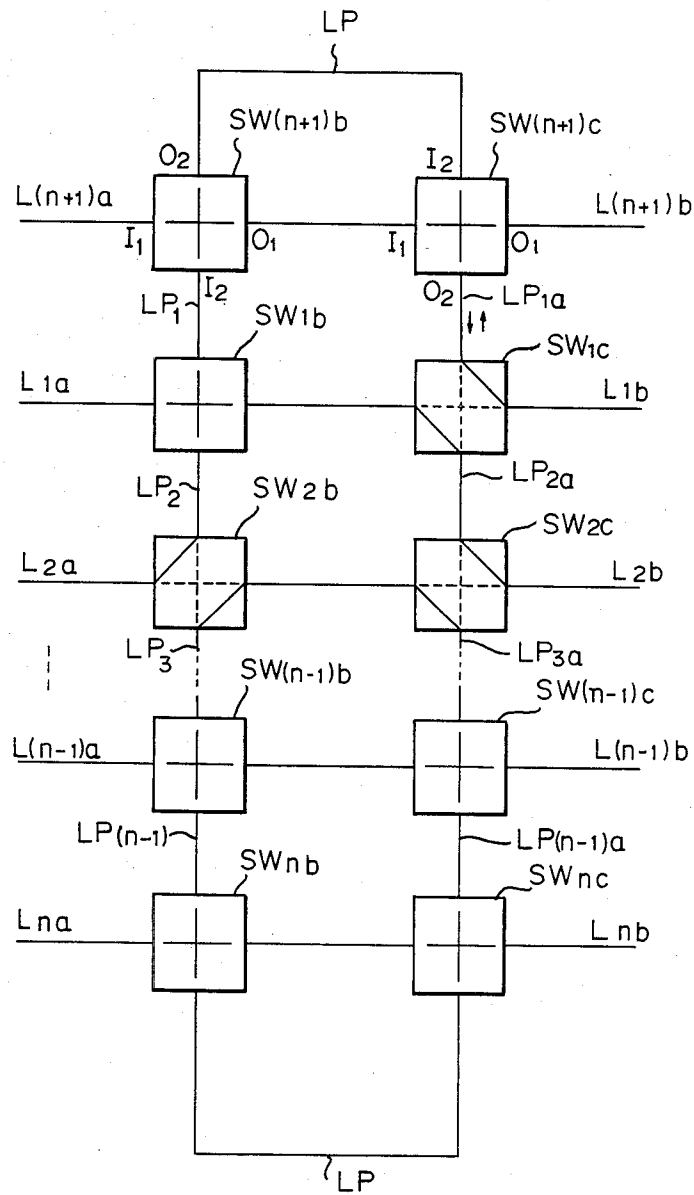 LP
SW(n+1)b
SW(n+1)c
O2
I2
L(n+1)a
L(n+1)b
I1
O1
I1
O1
I2
O2
LP1
LP1a
SW1b
SW1c
L1a
L1b
LP2
LP2a
SW2b
SW2c
L2a
L2b
LP3
LP3a
SW(n-1)b
SW(n-1)c
L(n-1)a
L(n-1)b
LP(n-1)
LP(n-1)a
SWnb
SWnc
Lna
Lnb
LP